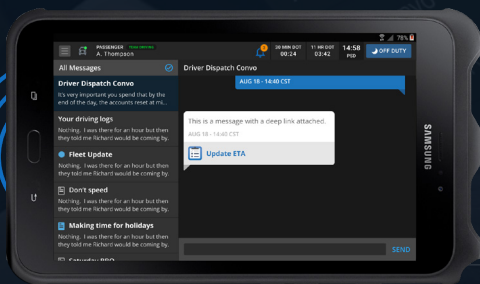 78%
PASSENGER TEAM DRIVING
A. Thompson
30 MIN DOT
00:24
11 HR DOT
03:42
14:58
PSD
OFF DUTY
All Messages
Driver Dispatch Convo
It's very important you spend that by the
end of the day, the accounts reset at mi...
Your driving logs
Nothing. I was there for an hour but then
they told me Richard would be coming by.
Fleet Update
Nothing. I was there for an hour but then
they told me Richard would be coming by.
Don't speed
Nothing. I was there for an hour but then
they told me Richard would be coming by.
Making time for holidays
Nothing. I was there for an hour but then
they told me Richard would be coming by.
Saturday BBQ
Driver Dispatch Convo
AUG 18 - 14:40 CST
This is a message with a deep link attached.
AUG 18 - 14:40 CST
Update ETA
SEND
SAMSUNG